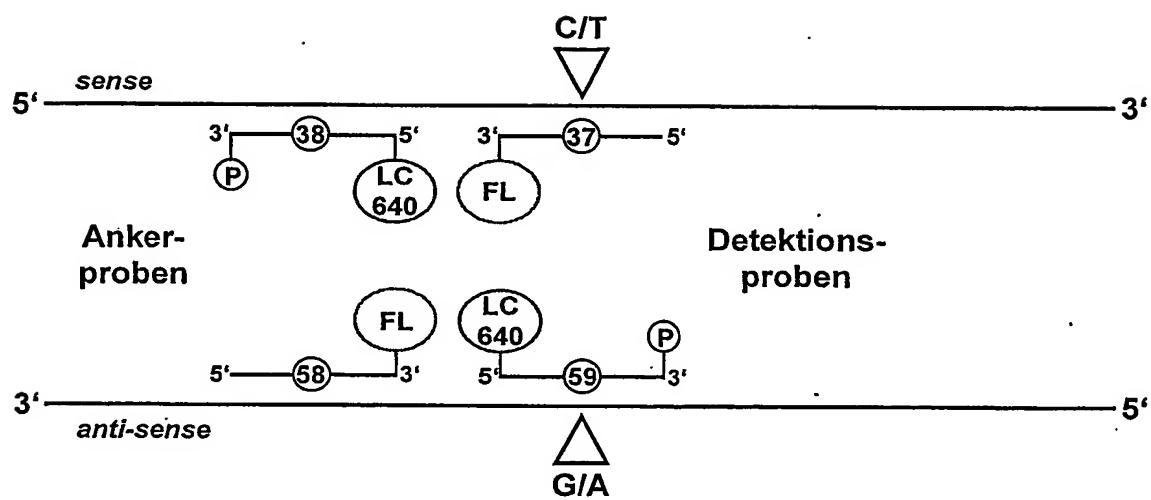 C/T
sense
5‘ 3‘
3‘ 38 5‘ 3‘ 37 5‘
P LC 640 FL
Anker-
proben
Detektions-
proben
FL LC 640 P
5‘ 58 3‘ 5‘ 59 3‘
3‘ 5‘
anti-sense
G/A